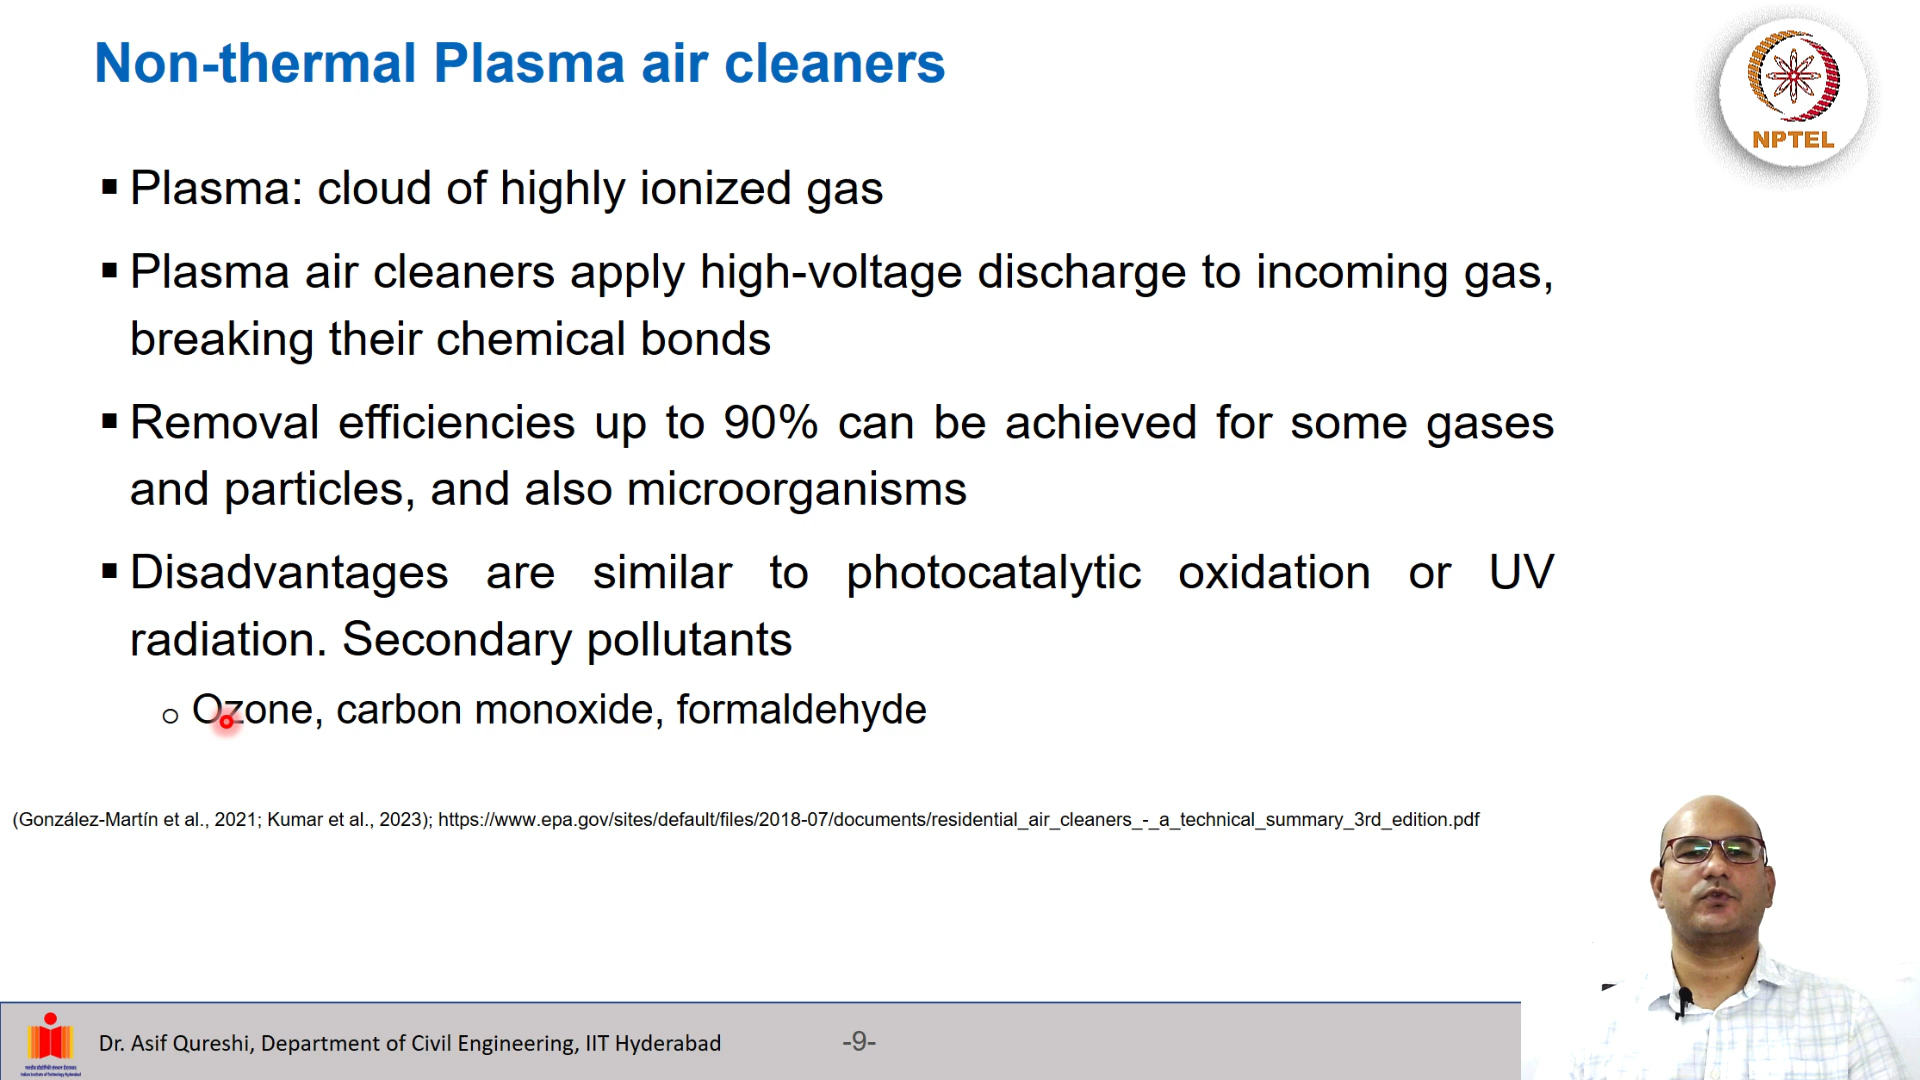 Non-thermal Plasma air cleaners
NPTEL
▪ Plasma: cloud of highly ionized gas
▪ Plasma air cleaners apply high-voltage discharge to incoming gas,
breaking their chemical bonds
▪ Removal efficiencies up to 90% can be achieved for some gases
and particles, and also microorganisms
▪ Disadvantages are similar to photocatalytic oxidation or UV
radiation. Secondary pollutants
○ Ozone, carbon monoxide, formaldehyde
(González-Martín et al., 2021; Kumar et al., 2023); https://www.epa.gov/sites/default/files/2018-07/documents/residential_air_cleaners_-_a_technical_summary_3rd_edition.pdf
Dr. Asif Qureshi, Department of Civil Engineering, IIT Hyderabad
-9-